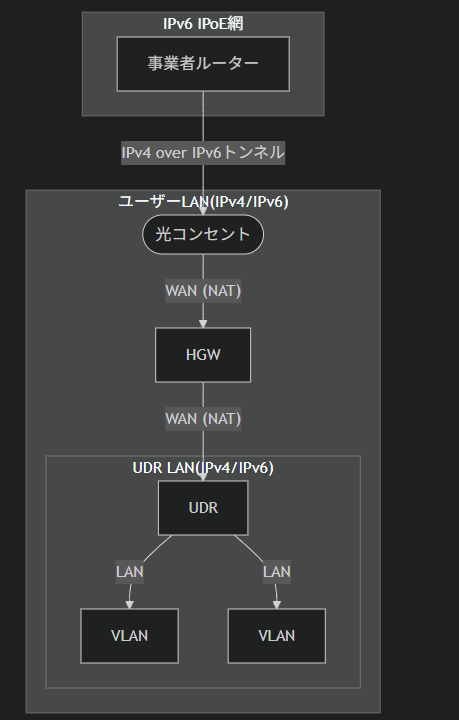 IPv6 IPoE網
事業者ルーター
IPv4 over IPv6トンネル
ユーザーLAN(IPv4/IPv6)
光コンセント
WAN (NAT)
HGW
WAN (NAT)
UDR LAN(IPv4/IPv6)
UDR
LAN
LAN
VLAN
VLAN